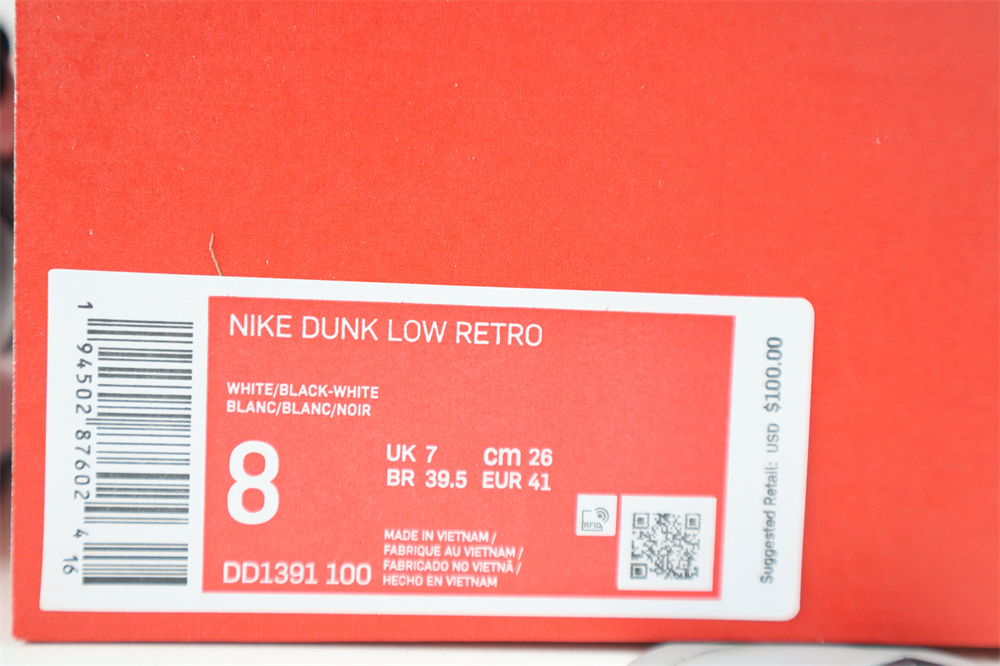 NIKE DUNK LOW RETRO
WHITE/BLACK-WHITE
BLANC/BLANC/NOIR
8
UK 7 cm 26
BR 39.5 EUR 41
DD1391 100
MADE IN VIETNAM /
FABRIQUE AU VIETNAM /
FABRICADO NO VIETNÃ /
HECHO EN VIETNAM
RFID
1 94502 87602 4 16
Suggested Retail: USD $100.00